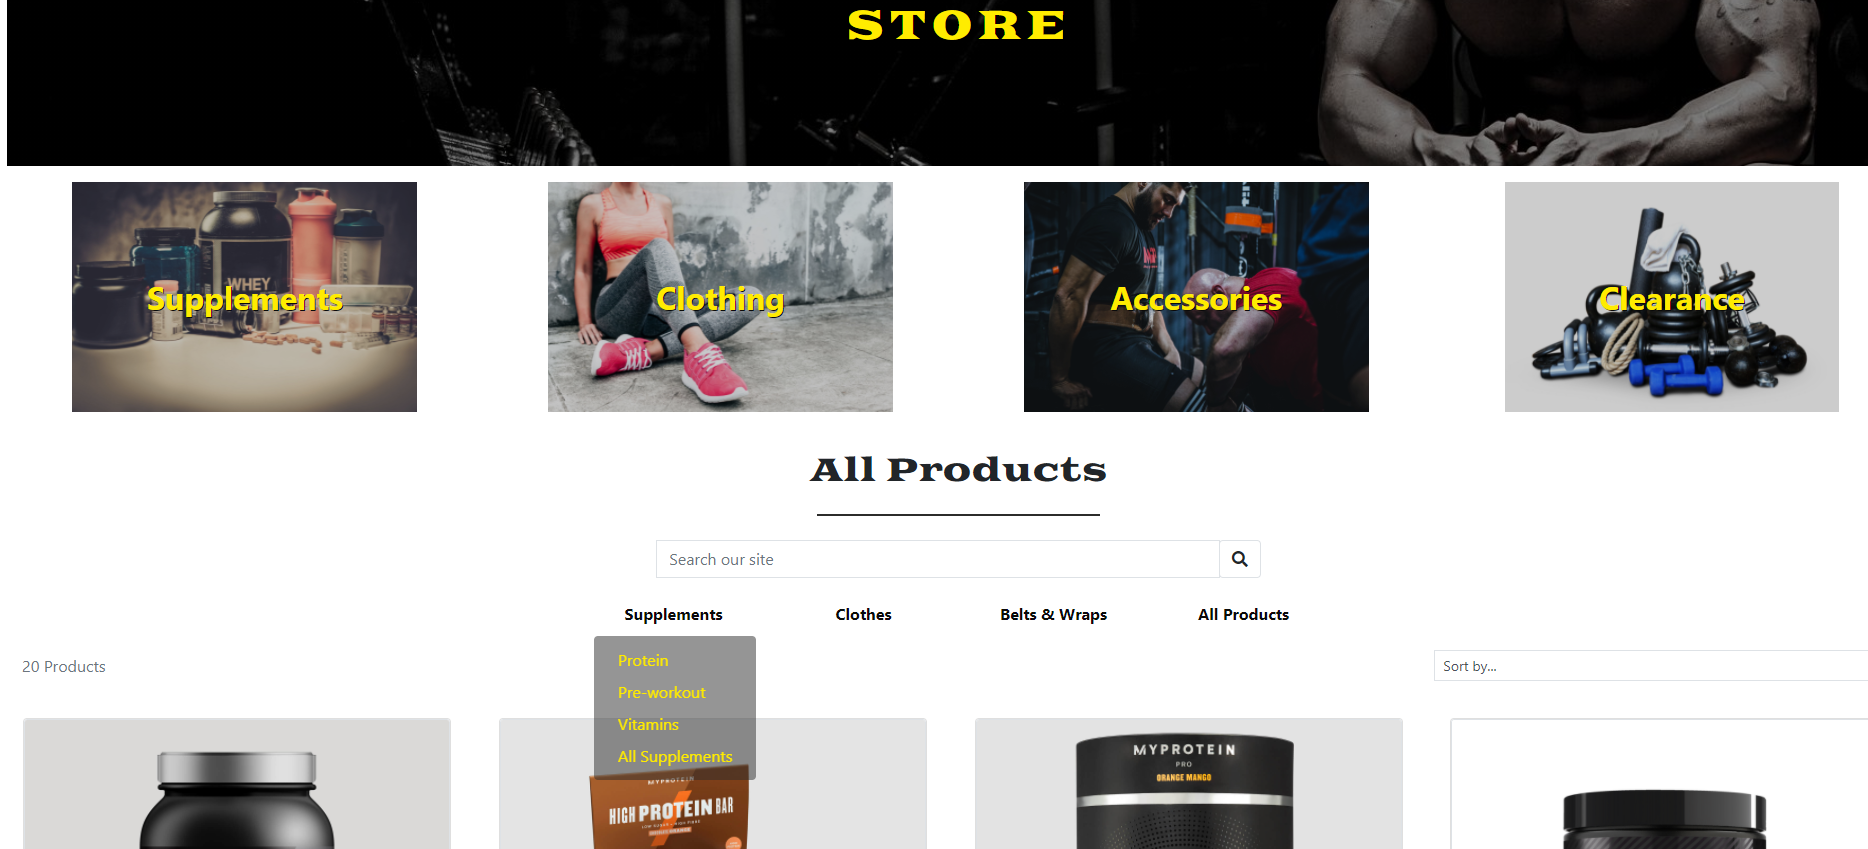 STORE
WHEY
Supplements
Clothing
Accessories
Clearance
All Products
Search our site
Supplements
Clothes
Belts & Wraps
All Products
20 Products
Sort by...
Protein
Pre-workout
Vitamins
All Supplements
MYPROTEIN
HIGH PROTEIN BAR
MYPROTEIN
PRO
ORANGE MANGO